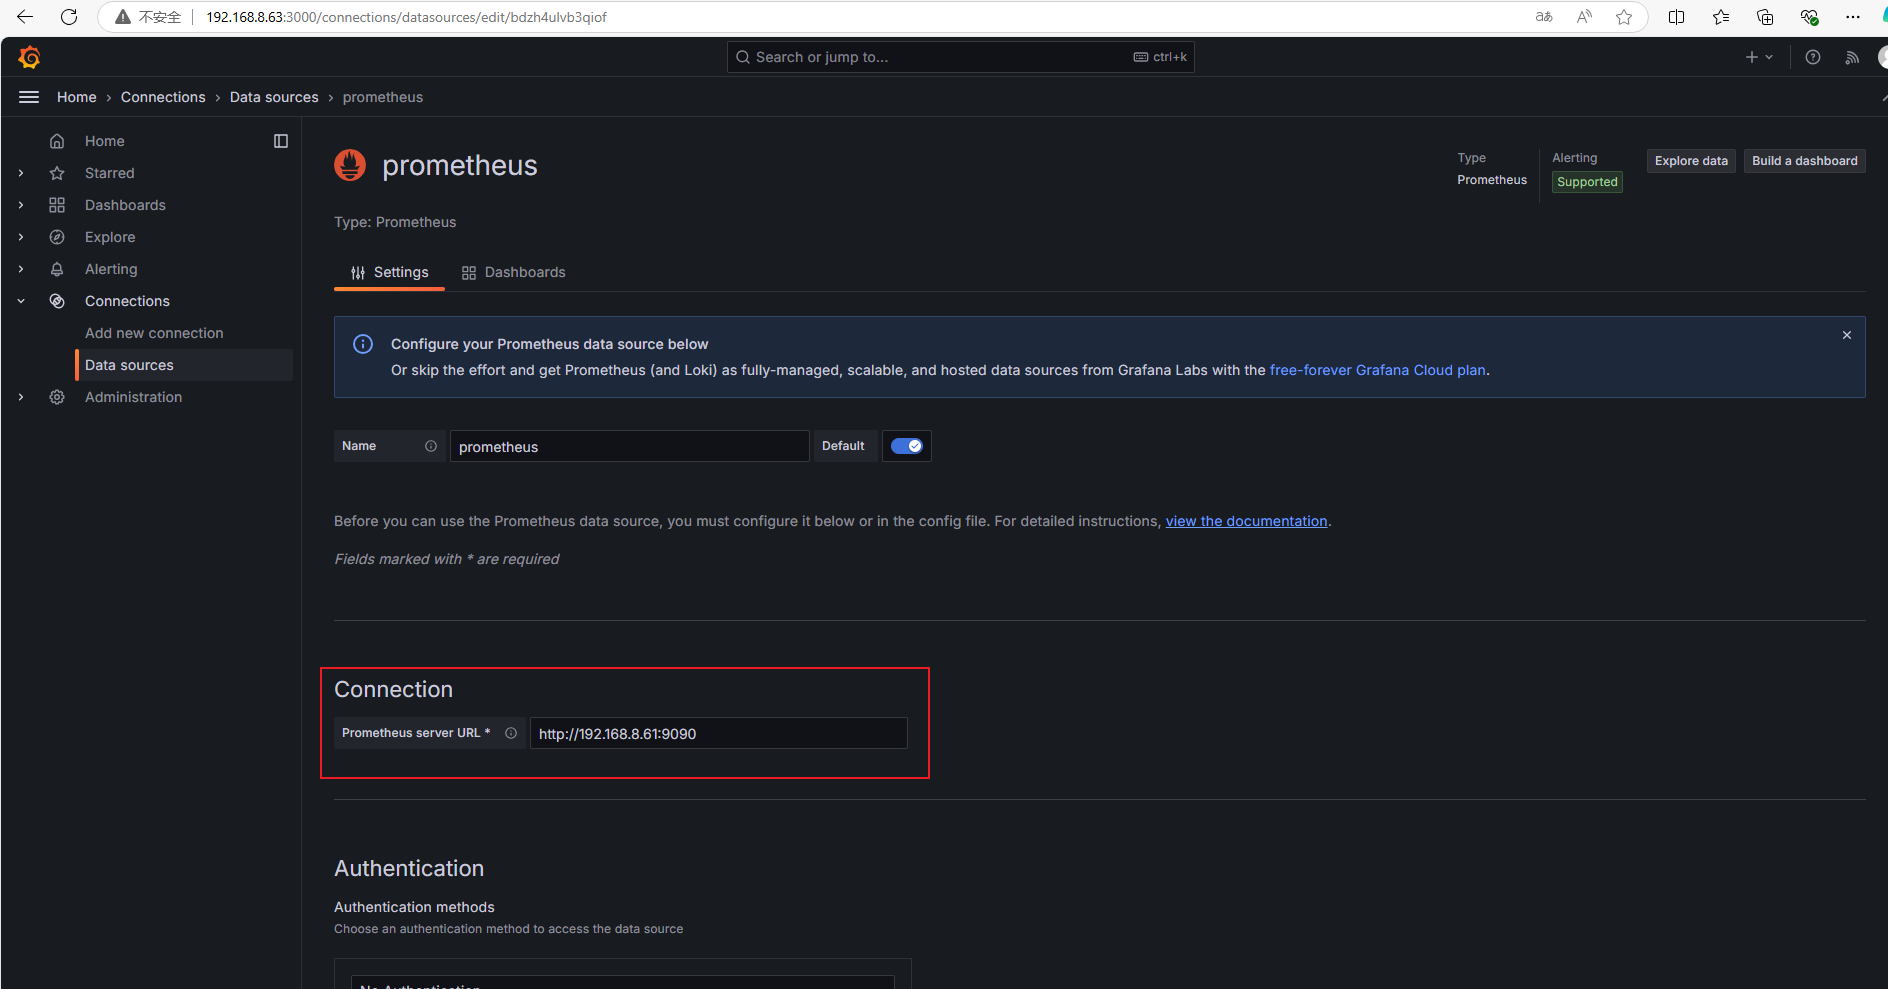 不安全 192.168.8.63:3000/connections/datasources/edit/bdzh4ulvb3qiof aあ A
Search or jump to... ctrl+k
Home › Connections › Data sources › prometheus
Home
Starred
Dashboards
Explore
Alerting
Connections
Add new connection
Data sources
Administration
prometheus
Type
Prometheus
Alerting
Supported
Explore data
Build a dashboard
Type: Prometheus
Settings Dashboards
Configure your Prometheus data source below
Or skip the effort and get Prometheus (and Loki) as fully-managed, scalable, and hosted data sources from Grafana Labs with the free-forever Grafana Cloud plan.
Name prometheus Default
Before you can use the Prometheus data source, you must configure it below or in the config file. For detailed instructions, view the documentation.
Fields marked with * are required
Connection
Prometheus server URL * http://192.168.8.61:9090
Authentication
Authentication methods
Choose an authentication method to access the data source
No Authentication